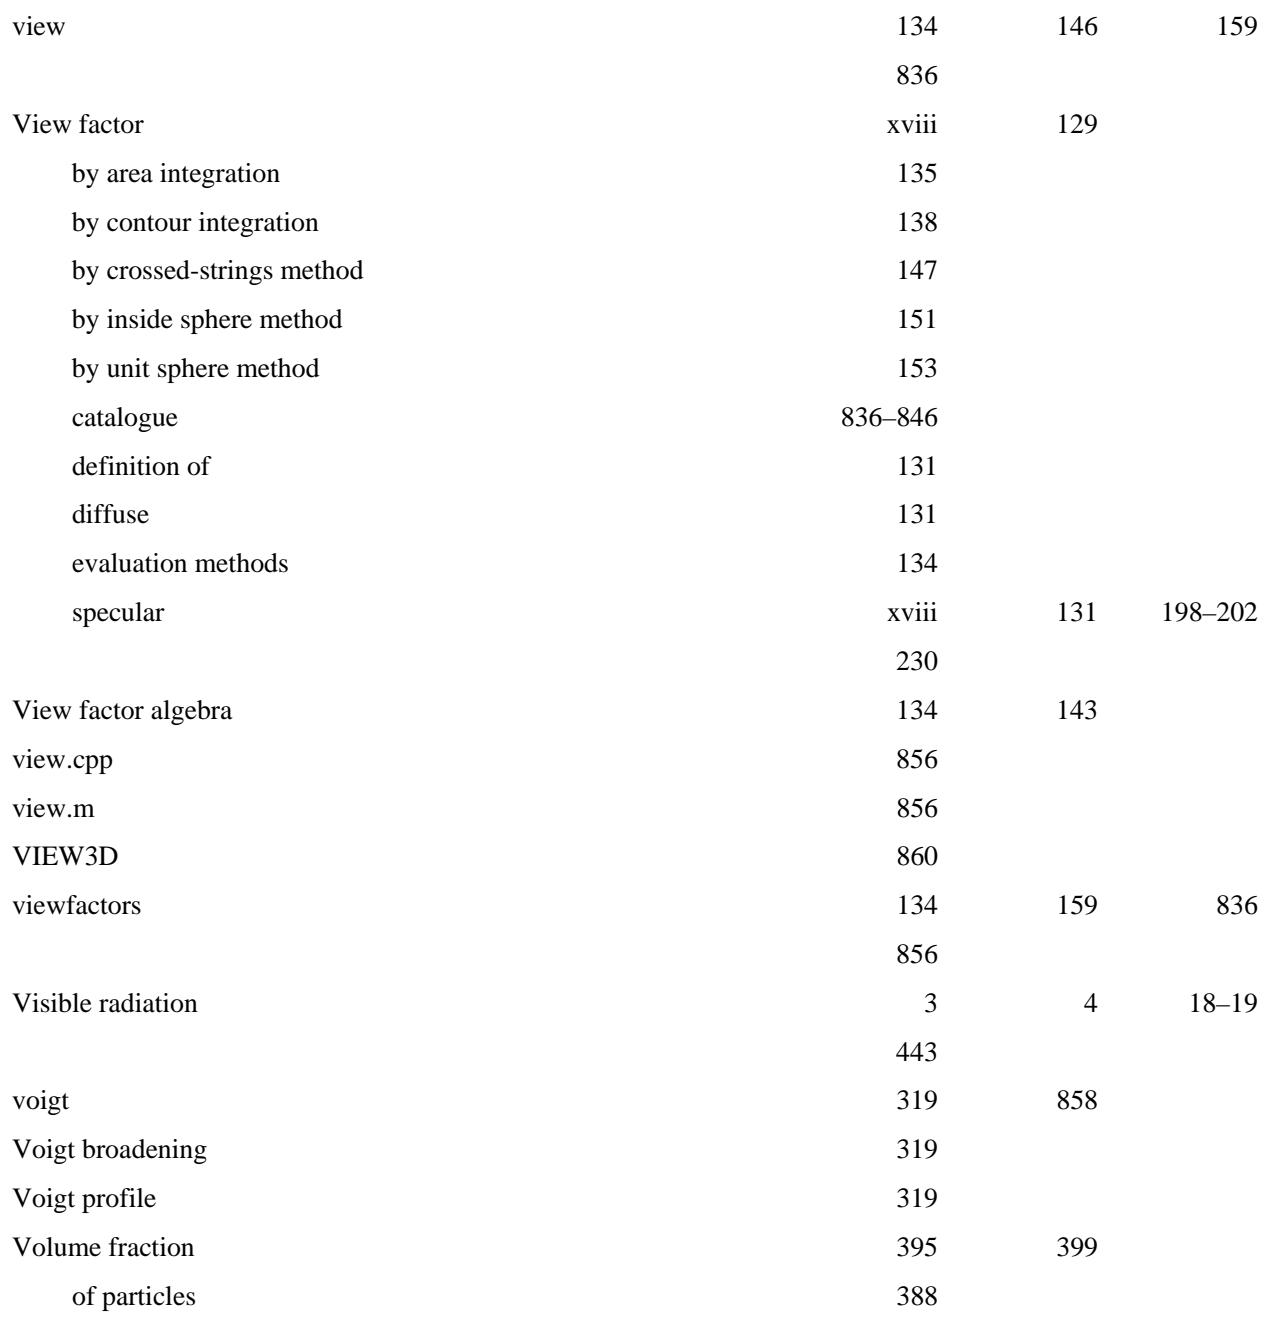 view 134 146 159
836
View factor xviii 129
by area integration 135
by contour integration 138
by crossed-strings method 147
by inside sphere method 151
by unit sphere method 153
catalogue 836–846
definition of 131
diffuse 131
evaluation methods 134
specular xviii 131 198–202
230
View factor algebra 134 143
view.cpp 856
view.m 856
VIEW3D 860
viewfactors 134 159 836
856
Visible radiation 3 4 18–19
443
voigt 319 858
Voigt broadening 319
Voigt profile 319
Volume fraction 395 399
of particles 388